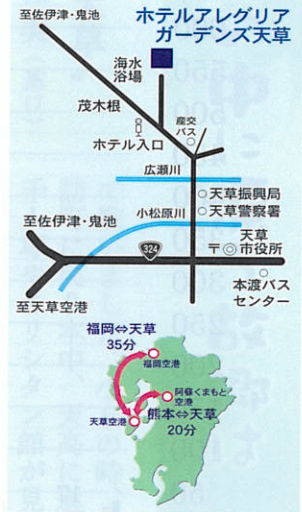 ホテルアレグリア
ガーデンズ天草
至佐伊津・鬼池
海水
浴場
茂木根
ホテル入口
産交
バス
広瀬川
天草振興局
天草警察署
小松原川
至佐伊津・鬼池
天草
〒◎市役所
324
至天草空港
本渡バス
センター
福岡⇔天草
35分
福岡空港
阿蘇くまもと
空港
熊本⇔天草
20分
天草空港